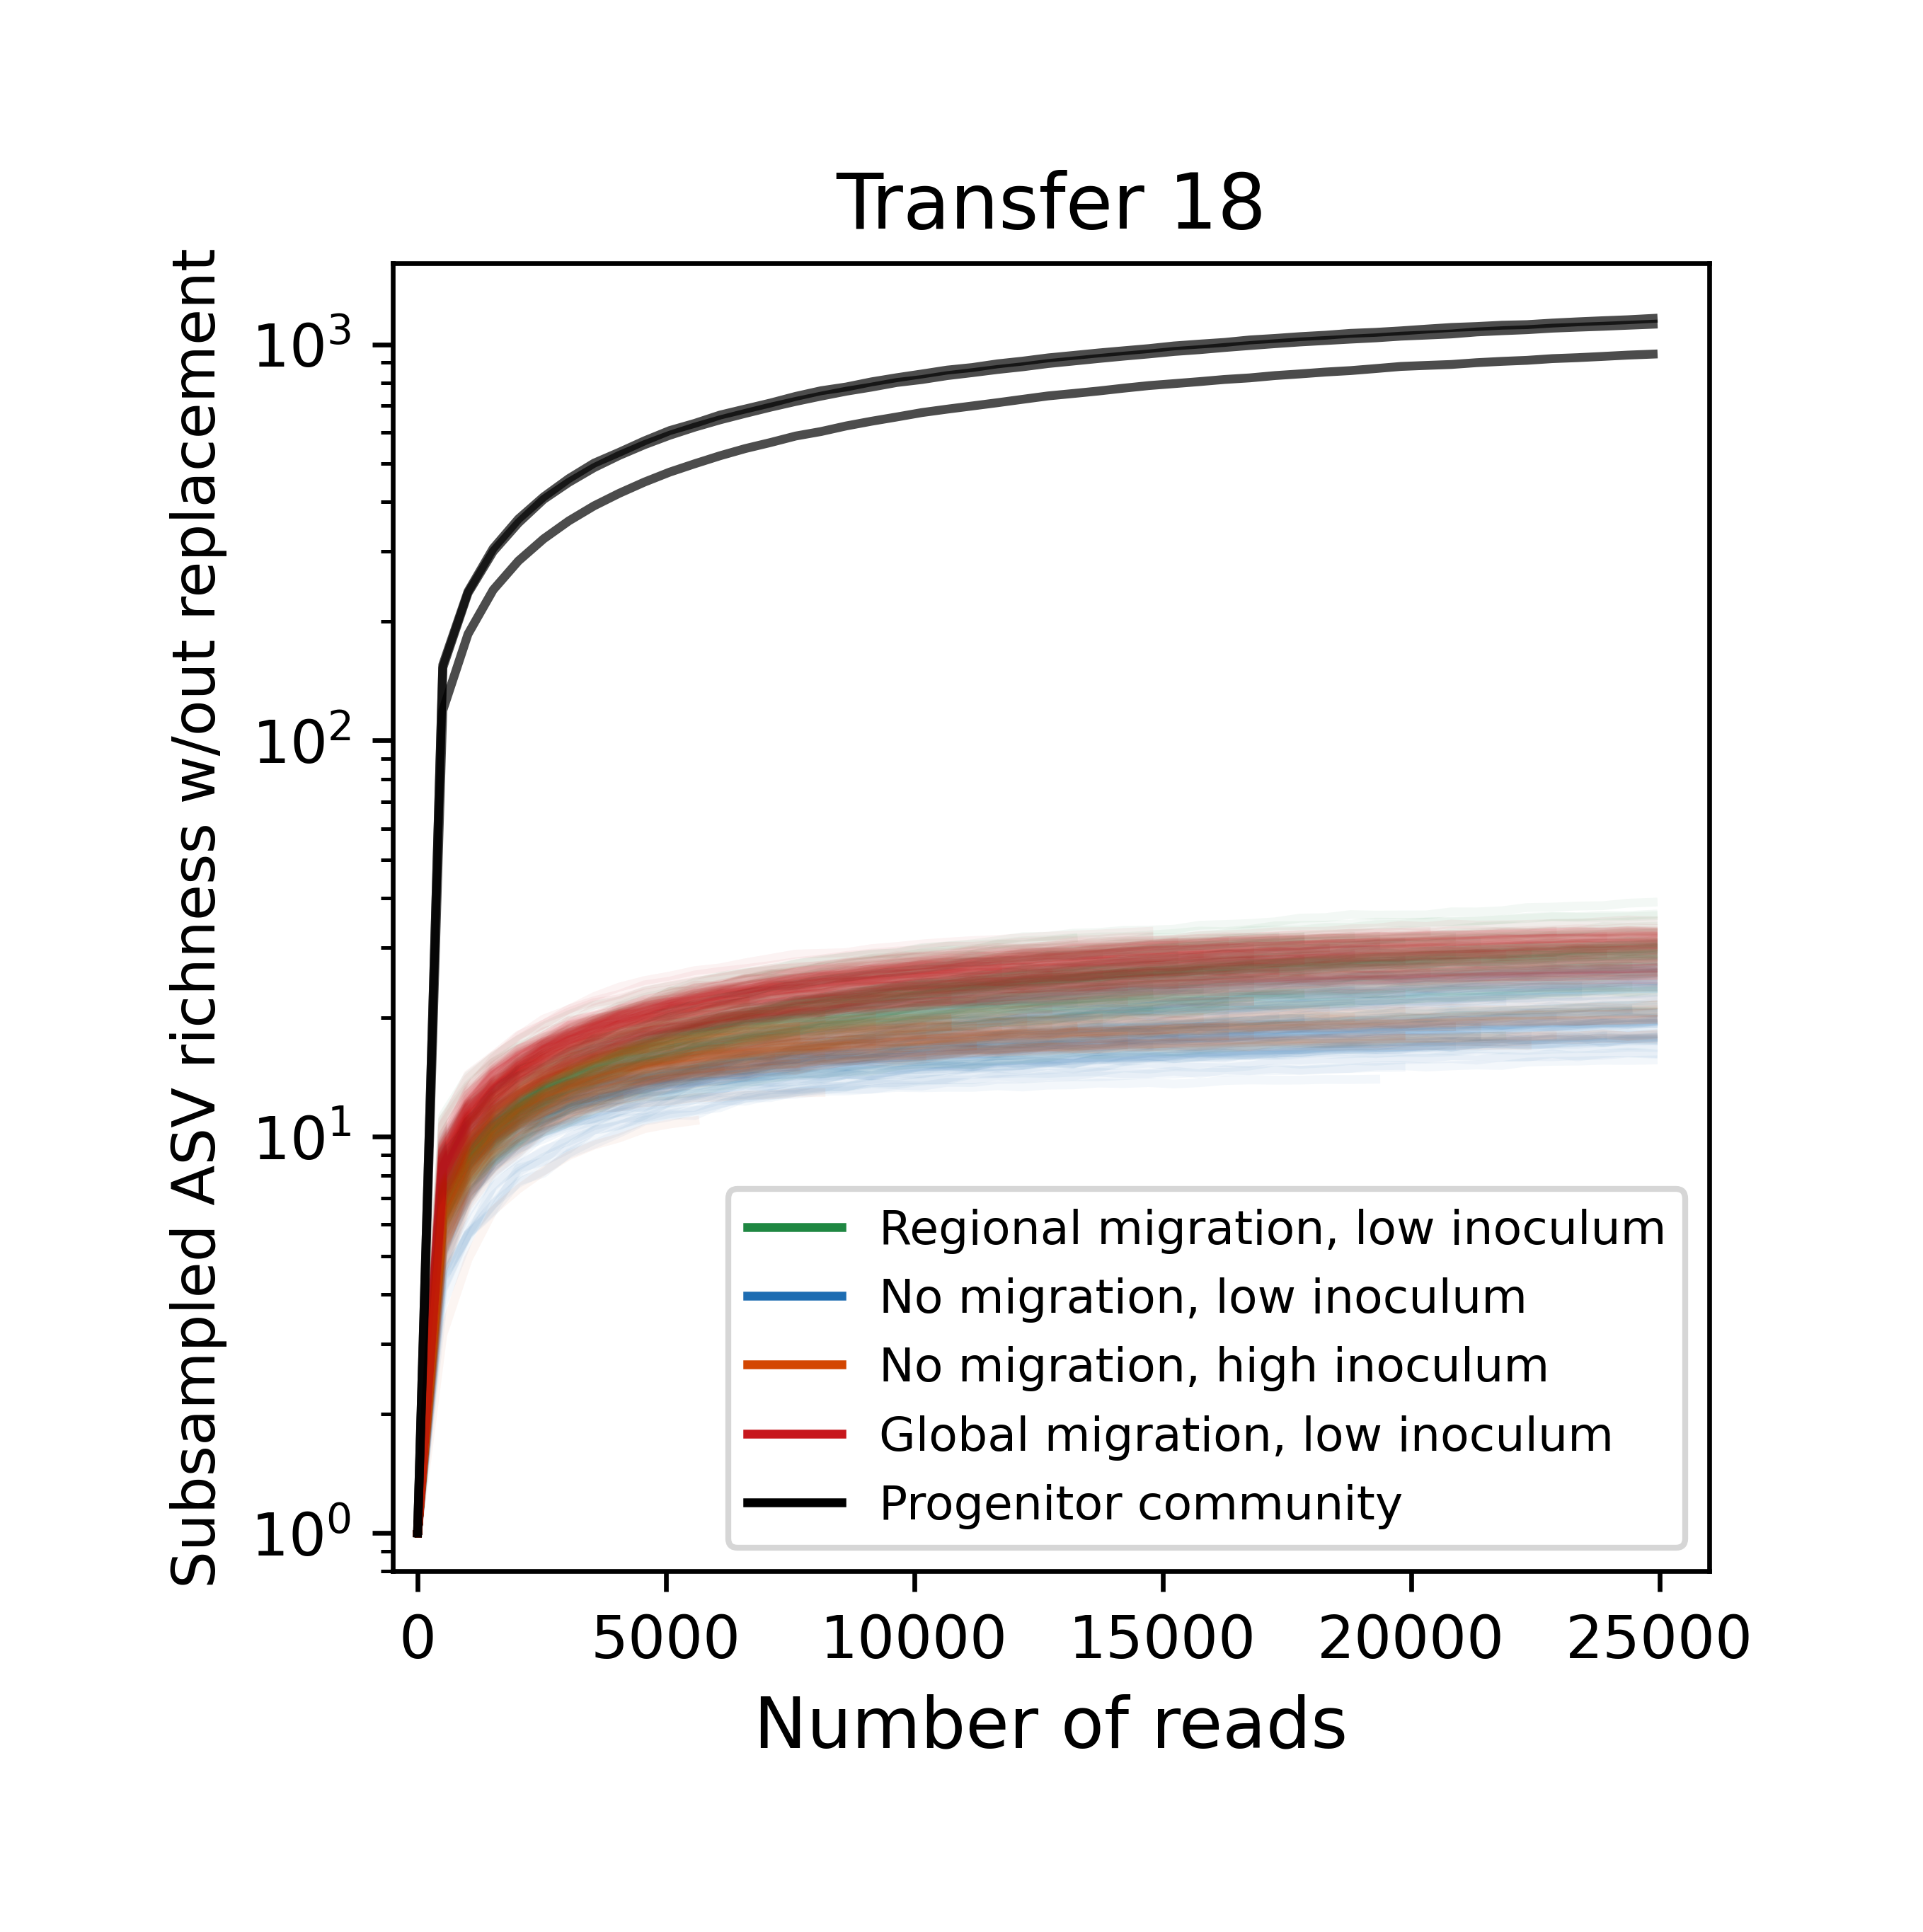 Transfer 18
Subsampled ASV richness w/out replacement
10³
10²
10¹
10⁰
Regional migration, low inoculum
No migration, low inoculum
No migration, high inoculum
Global migration, low inoculum
Progenitor community
0 5000 10000 15000 20000 25000
Number of reads